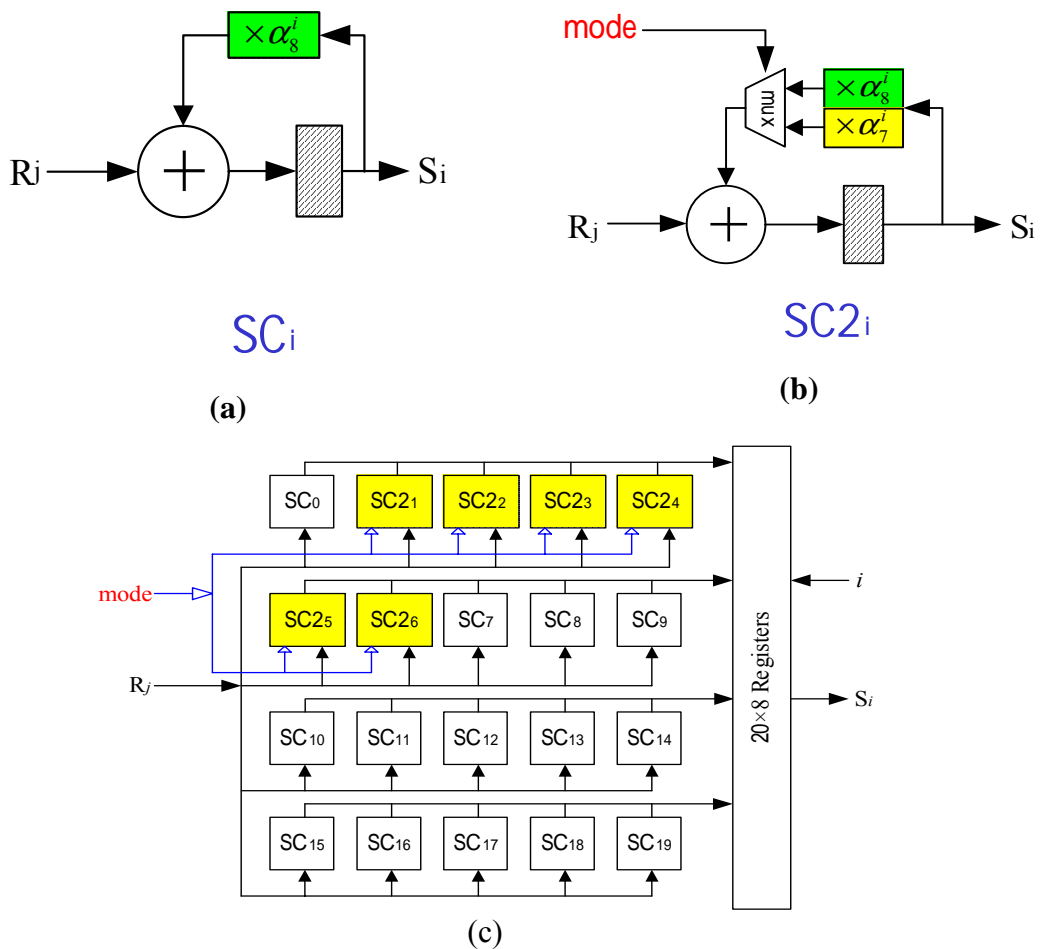 ×α₈ⁱ
Rj + Si
SCi
(a)
mode
mux ×α₈ⁱ
×α₇ⁱ
Rj + Si
SC2i
(b)
SC0 SC21 SC22 SC23 SC24
mode
SC25 SC26 SC7 SC8 SC9
i
Rj
Si
20×8 Registers
SC10 SC11 SC12 SC13 SC14
SC15 SC16 SC17 SC18 SC19
(c)